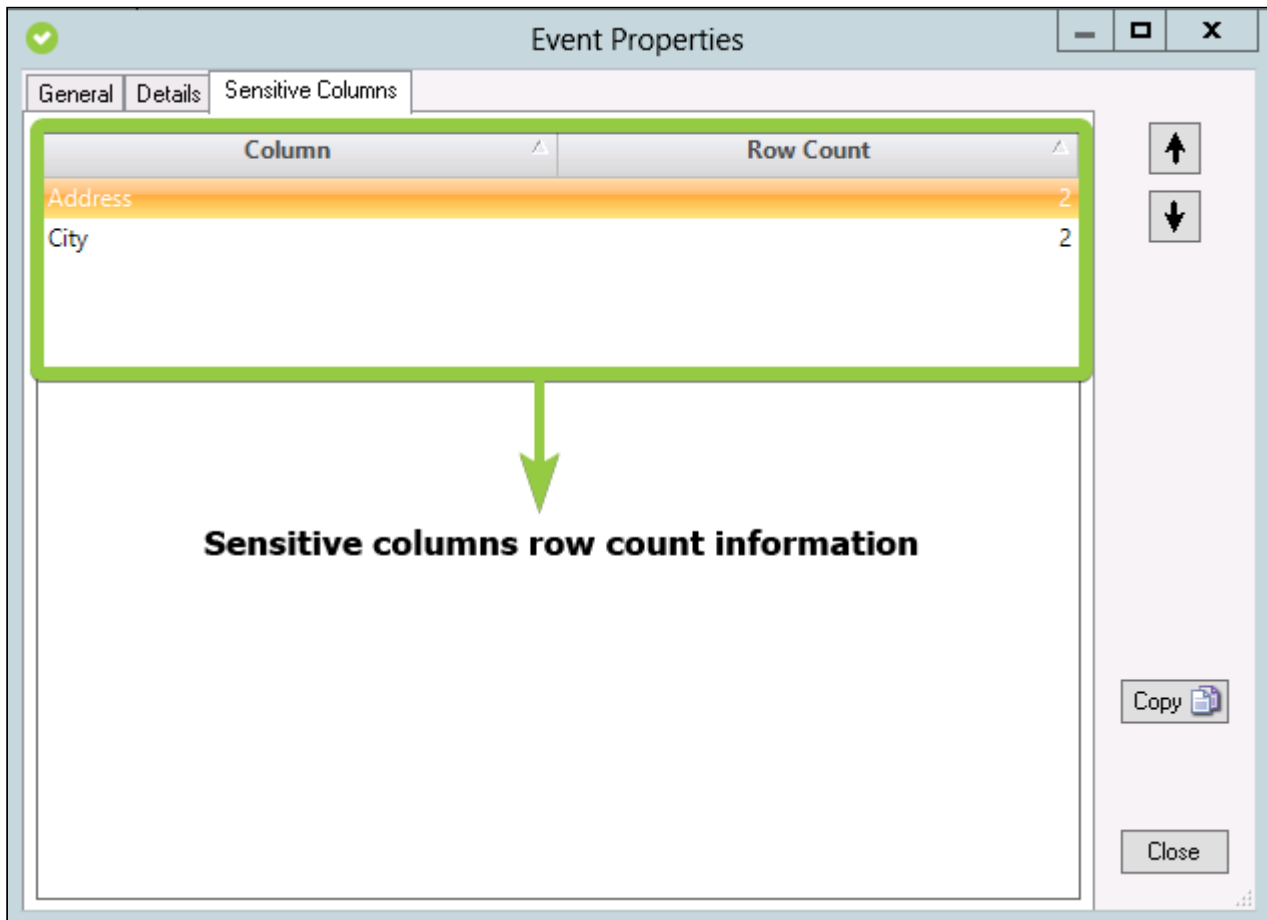 Event Properties
General Details Sensitive Columns
Column Row Count
Address 2
City 2
Sensitive columns row count information
Copy
Close